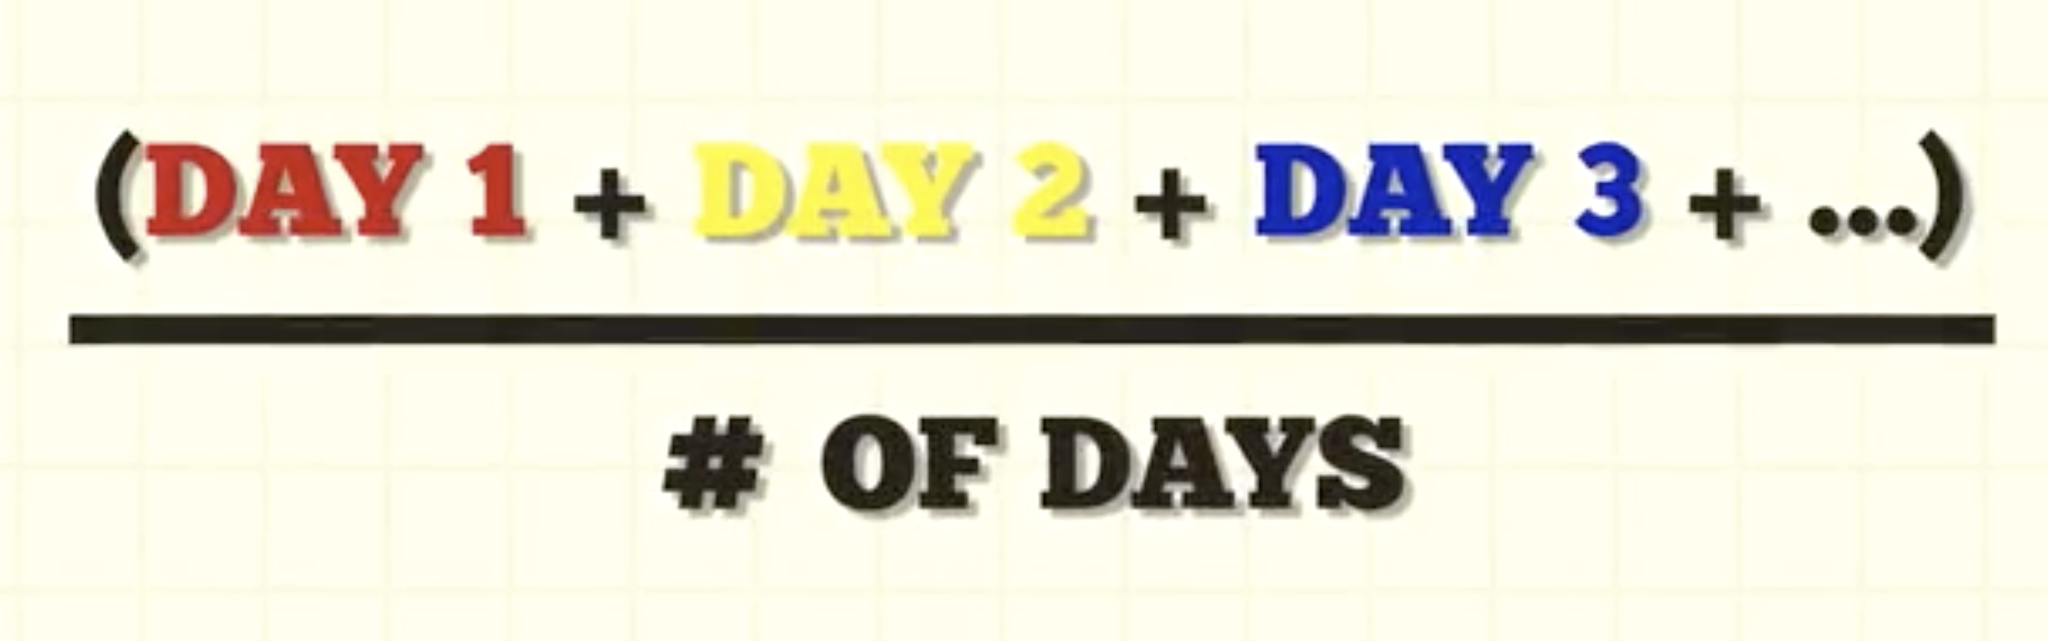 (DAY 1 + DAY 2 + DAY 3 + ...)
# OF DAYS